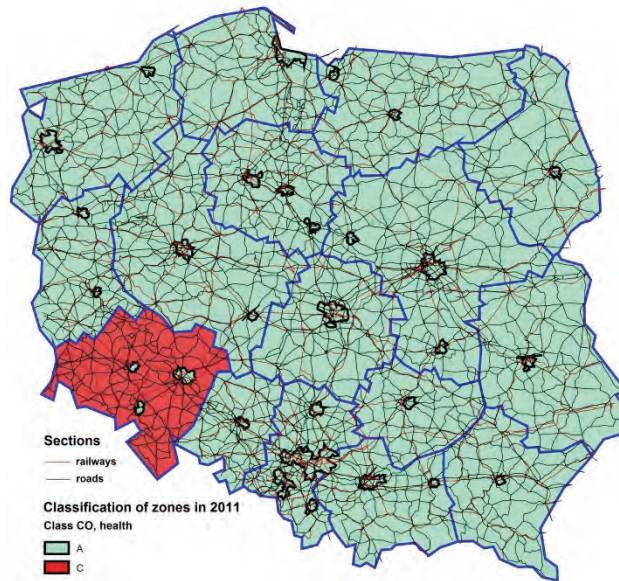 Sections
railways
roads
Classification of zones in 2011
Class CO, health
A
C